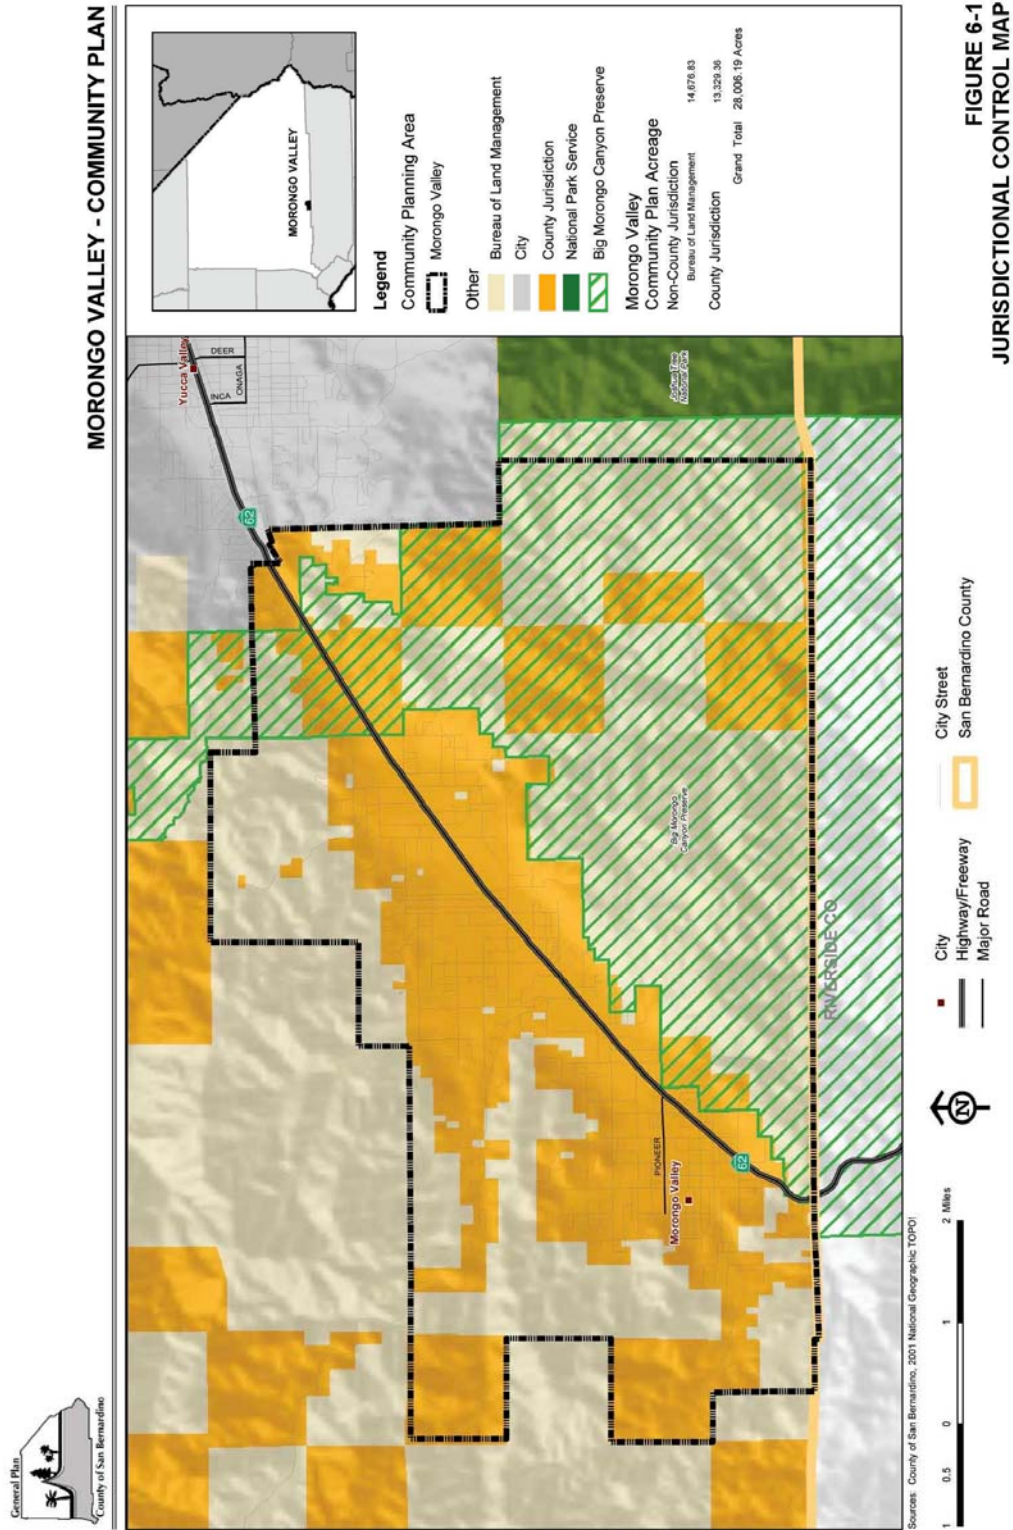 General Plan
County of San Bernardino
MORONGO VALLEY - COMMUNITY PLAN
Yucca Valley
DEER
ONAGA
INCA
62
Joshua Tree
National Park
Big Morongo
Canyon Preserve
RIVERSIDE CO
PIONEER
Morongo Valley
62
MORONGO VALLEY
Legend
Community Planning Area
Morongo Valley
Other
Bureau of Land Management
City
County Jurisdiction
National Park Service
Big Morongo Canyon Preserve
Morongo Valley
Community Plan Acreage
Non-County Jurisdiction
Bureau of Land Management 14,676.83
County Jurisdiction 13,329.36
Grand Total 28,006.19 Acres
Sources: County of San Bernardino, 2001 National Geographic TOPO!
1 0.5 0 1 2 Miles
N
City
Highway/Freeway
Major Road
City Street
San Bernardino County
FIGURE 6-1
JURISDICTIONAL CONTROL MAP